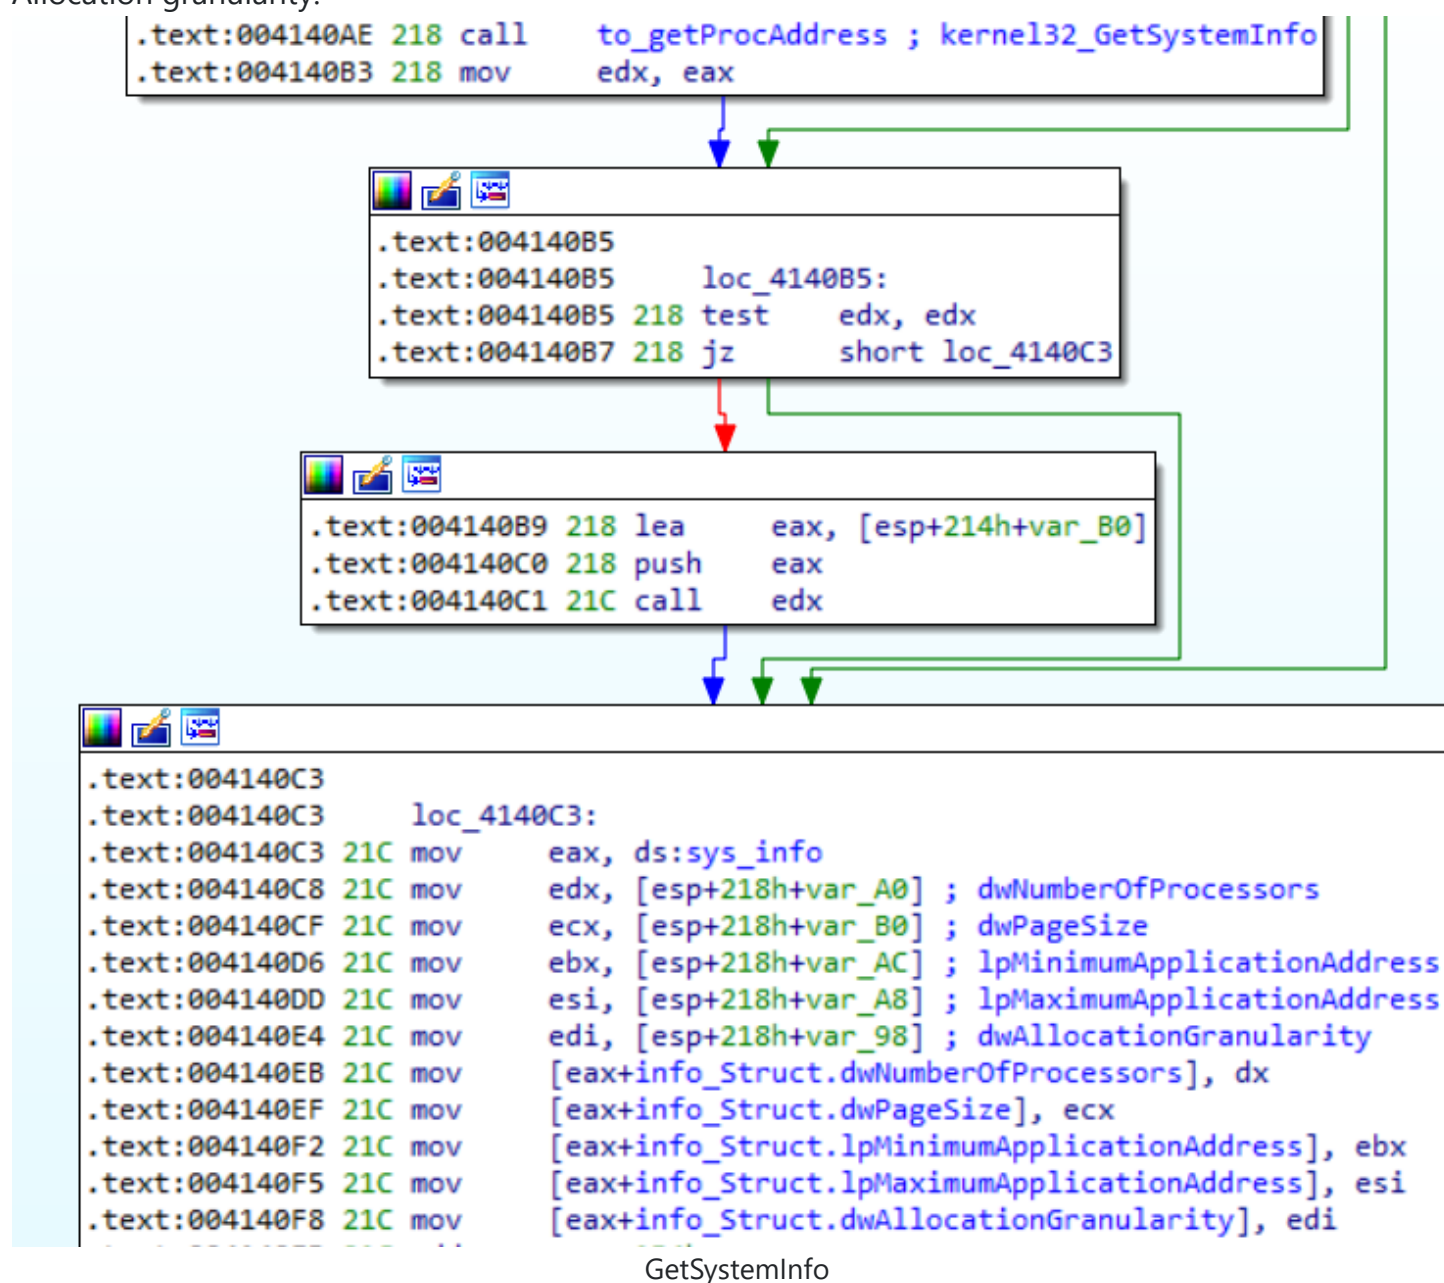 Allocation granularity.
.text:004140AE 218 call to_getProcAddress ; kernel32_GetSystemInfo
.text:004140B3 218 mov edx, eax
.text:004140B5
.text:004140B5 loc_4140B5:
.text:004140B5 218 test edx, edx
.text:004140B7 218 jz short loc_4140C3
.text:004140B9 218 lea eax, [esp+214h+var_B0]
.text:004140C0 218 push eax
.text:004140C1 21C call edx
.text:004140C3
.text:004140C3 loc_4140C3:
.text:004140C3 21C mov eax, ds:sys_info
.text:004140C8 21C mov edx, [esp+218h+var_A0] ; dwNumberOfProcessors
.text:004140CF 21C mov ecx, [esp+218h+var_B0] ; dwPageSize
.text:004140D6 21C mov ebx, [esp+218h+var_AC] ; lpMinimumApplicationAddress
.text:004140DD 21C mov esi, [esp+218h+var_A8] ; lpMaximumApplicationAddress
.text:004140E4 21C mov edi, [esp+218h+var_98] ; dwAllocationGranularity
.text:004140EB 21C mov [eax+info_Struct.dwNumberOfProcessors], dx
.text:004140EF 21C mov [eax+info_Struct.dwPageSize], ecx
.text:004140F2 21C mov [eax+info_Struct.lpMinimumApplicationAddress], ebx
.text:004140F5 21C mov [eax+info_Struct.lpMaximumApplicationAddress], esi
.text:004140F8 21C mov [eax+info_Struct.dwAllocationGranularity], edi
GetSystemInfo